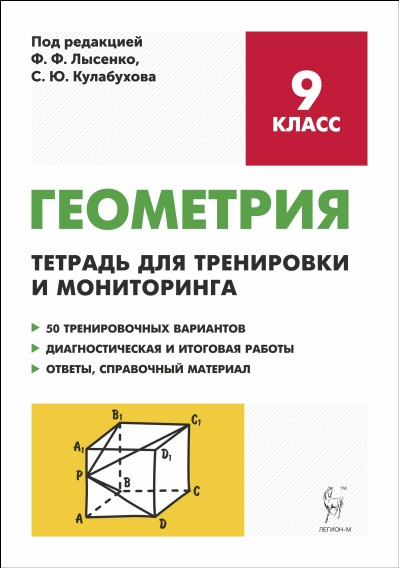 Под редакцией
Ф. Ф. Лысенко,
С. Ю. Кулабухова
9
КЛАСС
ГЕОМЕТРИЯ
ТЕТРАДЬ ДЛЯ ТРЕНИРОВКИ
И МОНИТОРИНГА
50 ТРЕНИРОВОЧНЫХ ВАРИАНТОВ
ДИАГНОСТИЧЕСКАЯ И ИТОГОВАЯ РАБОТЫ
ОТВЕТЫ, СПРАВОЧНЫЙ МАТЕРИАЛ
B1
C1
A1
D1
P
B
C
A
D
TM
ЛЕГИОН-М